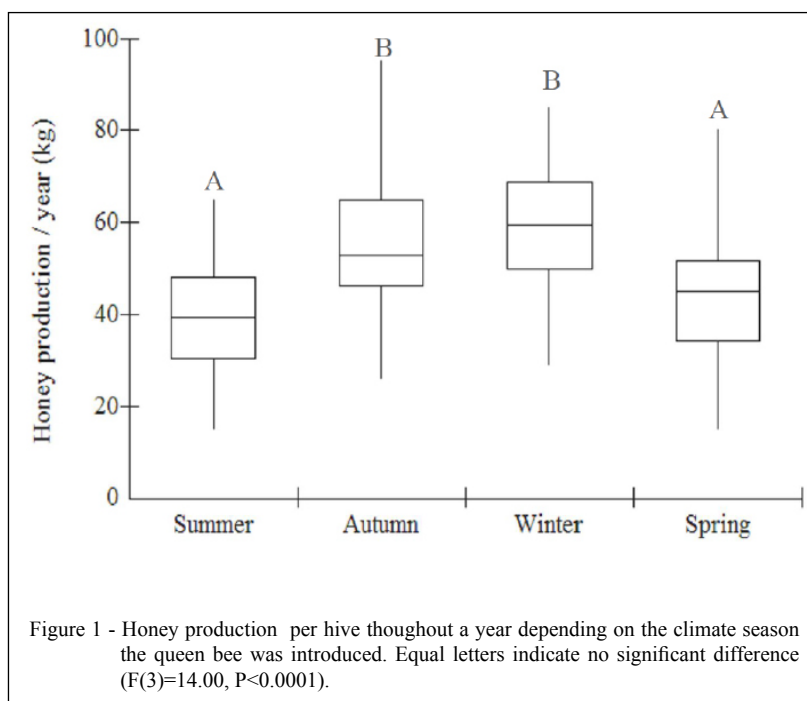 Honey production / year (kg)
100
80
60
40
20
0
A
B
B
A
Summer Autumn Winter Spring
Figure 1 - Honey production per hive thoughout a year depending on the climate season
the queen bee was introduced. Equal letters indicate no significant difference
(F(3)=14.00, P<0.0001).